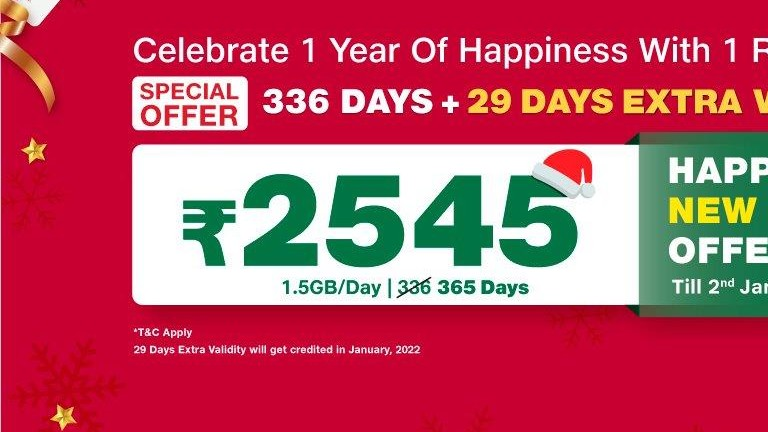 Celebrate 1 Year Of Happiness With 1
SPECIAL
OFFER
336 DAYS + 29 DAYS EXTRA
₹2545
1.5GB/Day | 336 365 Days
HAPP
NEW
OFFE
Till 2nd Jan
*T&C Apply
29 Days Extra Validity will get credited in January, 2022